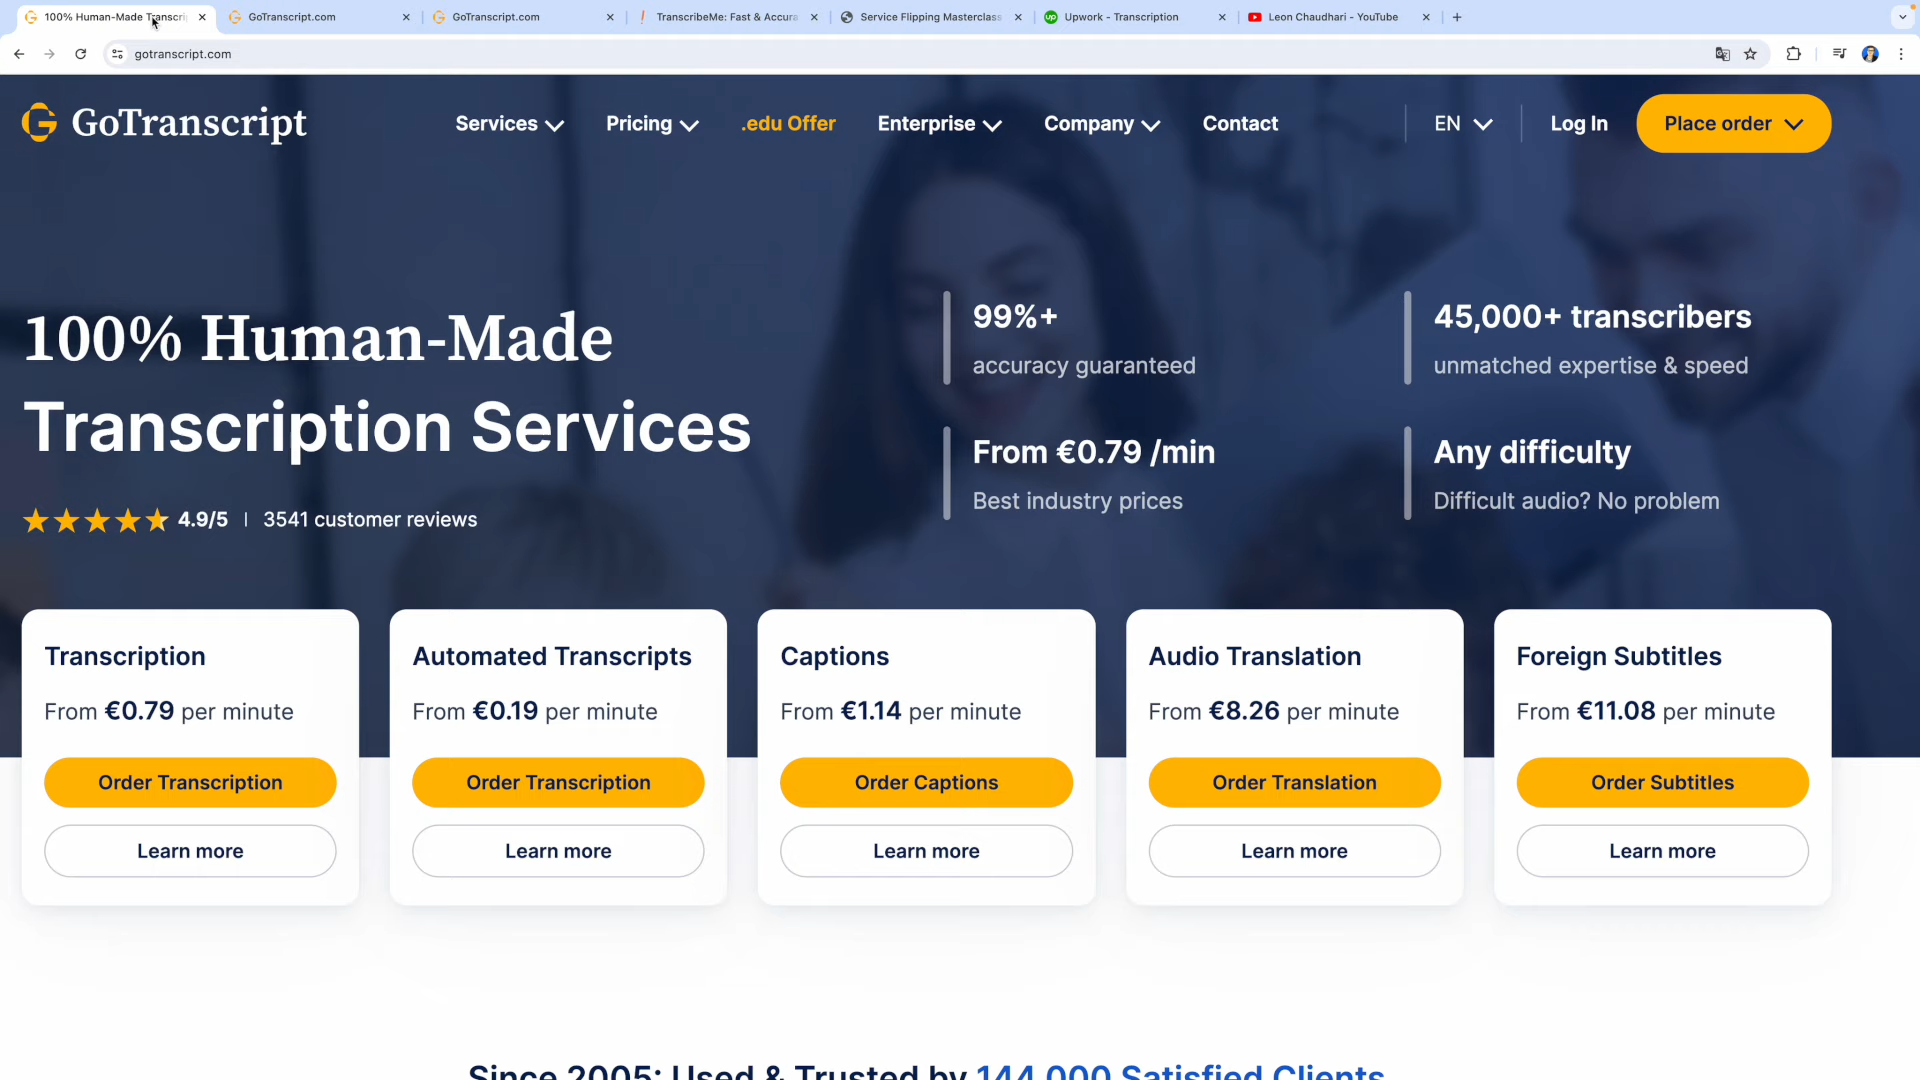 100% Human-Made Transcri
GoTranscript.com
GoTranscript.com
TranscribeMe: Fast & Accura
Service Flipping Masterclass
Upwork - Transcription
Leon Chaudhari - YouTube
gotranscript.com
GoTranscript
Services
Pricing
.edu Offer
Enterprise
Company
Contact
EN
Log In
Place order
100% Human-Made
Transcription Services
4.9/5 | 3541 customer reviews
99%+
accuracy guaranteed
45,000+ transcribers
unmatched expertise & speed
From €0.79 /min
Best industry prices
Any difficulty
Difficult audio? No problem
Transcription
From €0.79 per minute
Order Transcription
Learn more
Automated Transcripts
From €0.19 per minute
Order Transcription
Learn more
Captions
From €1.14 per minute
Order Captions
Learn more
Audio Translation
From €8.26 per minute
Order Translation
Learn more
Foreign Subtitles
From €11.08 per minute
Order Subtitles
Learn more
Since 2005: Used & Trusted by 144,000 Satisfied Clients